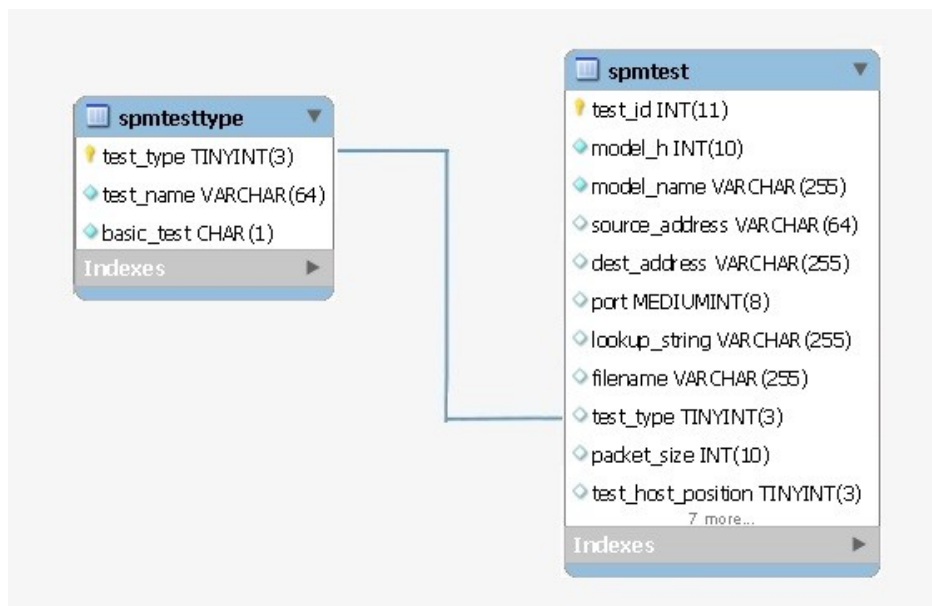 spmtesttype
test_type TINYINT(3)
test_name VARCHAR(64)
basic_test CHAR(1)
Indexes
spmtest
test_id INT(11)
model_h INT(10)
model_name VARCHAR(255)
source_address VARCHAR(64)
dest_address VARCHAR(255)
port MEDIUMINT(8)
lookup_string VARCHAR(255)
filename VARCHAR(255)
test_type TINYINT(3)
packet_size INT(10)
test_host_position TINYINT(3)
7 more...
Indexes